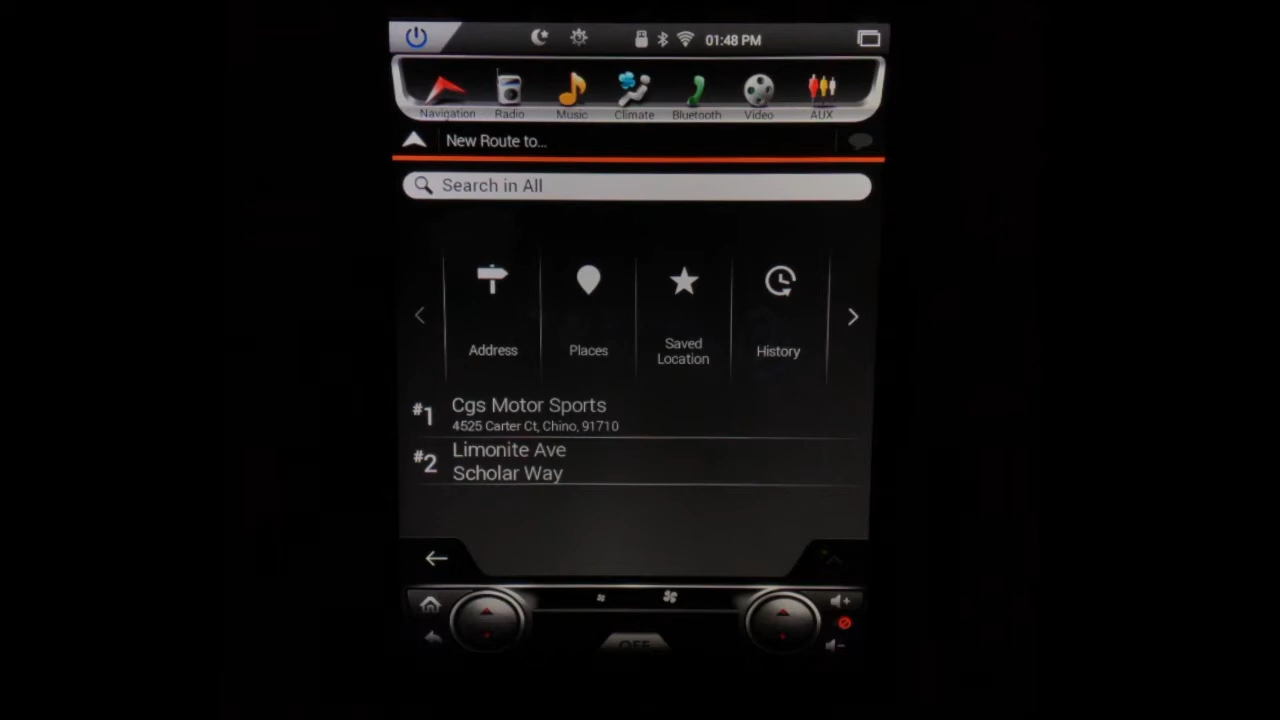 01:48 PM
Navigation Radio Music Climate Bluetooth Video AUX
New Route to...
Search in All
Address Places Saved Location History
#1 Cgs Motor Sports
4525 Carter Ct, Chino, 91710
#2 Limonite Ave
Scholar Way
OFF